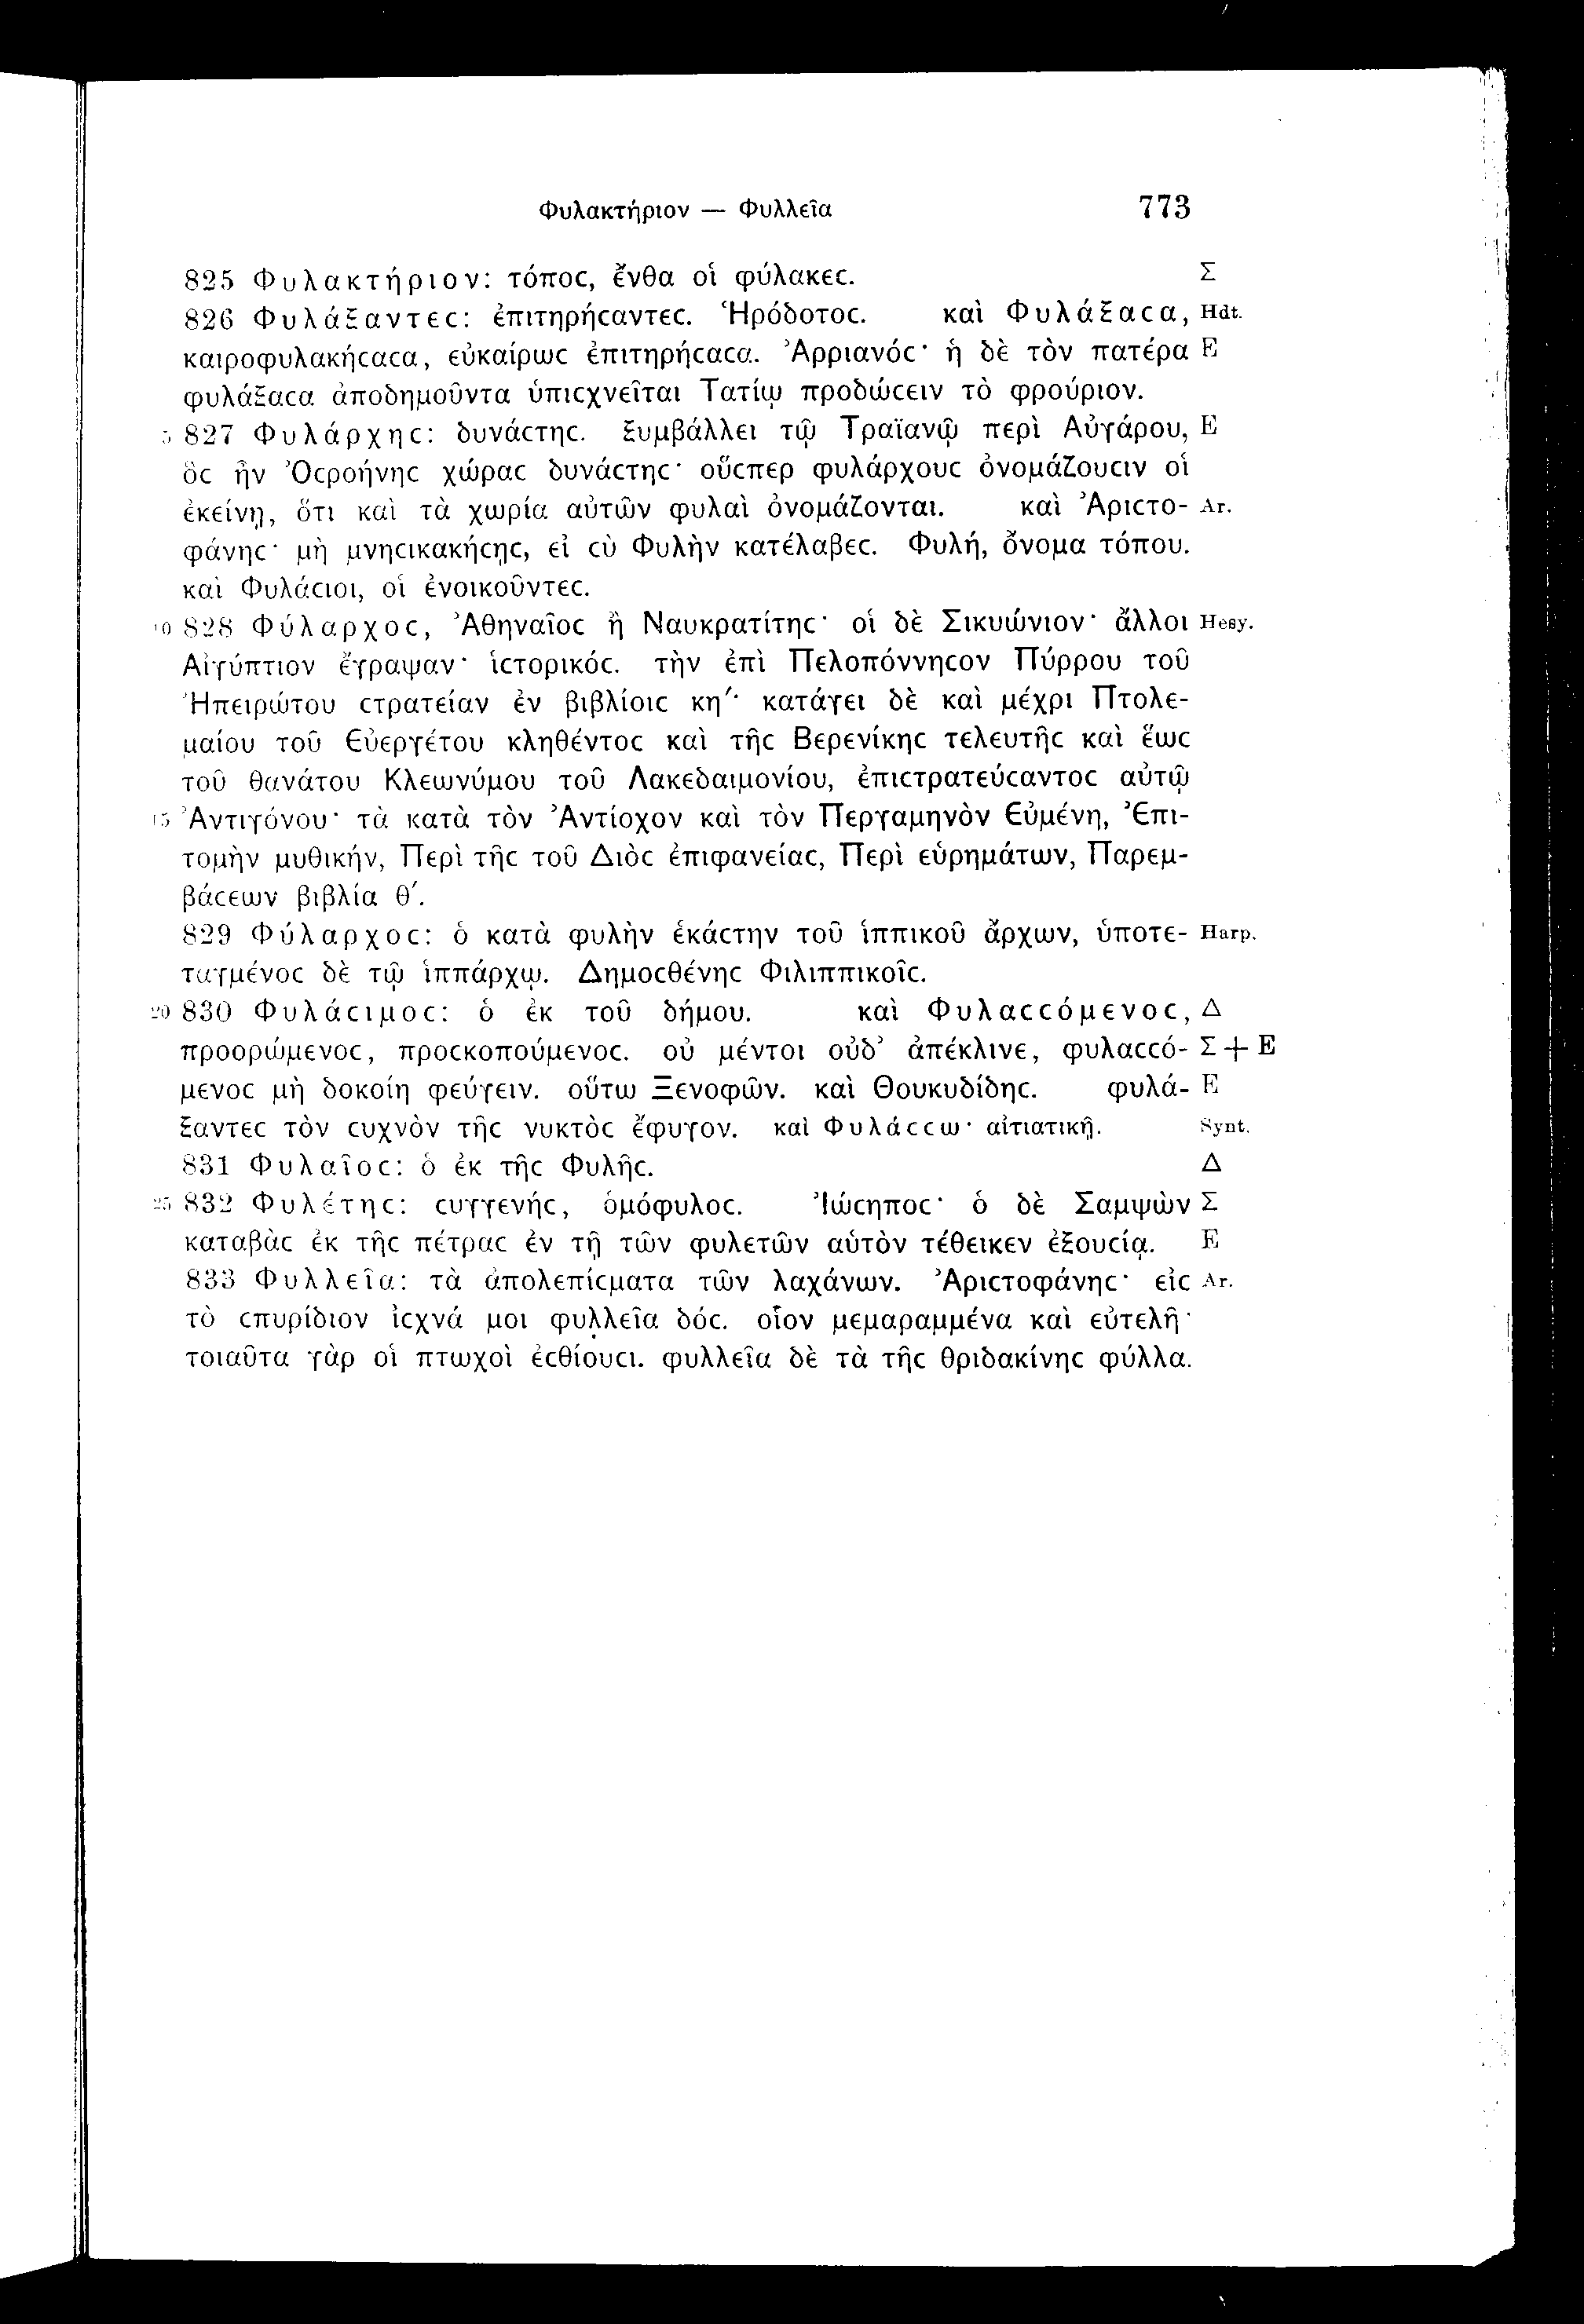 Φυλακτήριον — Φυλλεῖα 773
825 Φυλακτήριον: τόποϲ, ἔνθα οἱ φύλακεϲ. Σ
826 Φυλάξαντεϲ: ἐπιτηρήϲαντεϲ. Ἡρόδοτοϲ. καὶ Φυλάξαϲα, Hdt.
καιροφυλακήϲαϲα, εὐκαίρωϲ ἐπιτηρήϲαϲα. Ἀρριανόϲ· ἡ δὲ τὸν πατέρα E
φυλάξαϲα ἀποδημοῦντα ὑπιϲχνεῖται Τατίῳ προδώϲειν τὸ φρούριον.
5 827 Φυλάρχηϲ: δυνάϲτηϲ. ξυμβάλλει τῷ Τραϊανῷ περὶ Αὐγάρου, E
ὃϲ ἦν Ὀϲροήνηϲ χώραϲ δυνάϲτηϲ· οὕϲπερ φυλάρχουϲ ὀνομάζουϲιν οἱ
ἐκείνῃ, ὅτι καὶ τὰ χωρία αὐτῶν φυλαὶ ὀνομάζονται. καὶ Ἀριϲτο- Ar.
φάνηϲ· μὴ μνηϲικακήϲῃϲ, εἰ ϲὺ Φυλὴν κατέλαβεϲ. Φυλή, ὄνομα τόπου.
καὶ Φυλάϲιοι, οἱ ἐνοικοῦντεϲ.
10 828 Φύλαρχοϲ, Ἀθηναῖοϲ ἢ Ναυκρατίτηϲ· οἱ δὲ Σικυώνιον· ἄλλοι Hesy.
Αἰγύπτιον ἔγραψαν· ἱϲτορικόϲ. τὴν ἐπὶ Πελοπόννηϲον Πύρρου τοῦ
Ἠπειρώτου ϲτρατείαν ἐν βιβλίοιϲ κη′· κατάγει δὲ καὶ μέχρι Πτολε-
μαίου τοῦ Εὐεργέτου κληθέντοϲ καὶ τῆϲ Βερενίκηϲ τελευτῆϲ καὶ ἕωϲ
τοῦ θανάτου Κλεωνύμου τοῦ Λακεδαιμονίου, ἐπιϲτρατεύϲαντοϲ αὐτῷ
15 Ἀντιγόνου· τὰ κατὰ τὸν Ἀντίοχον καὶ τὸν Περγαμηνὸν Εὐμένη, Ἐπι-
τομὴν μυθικήν, Περὶ τῆϲ τοῦ Διὸϲ ἐπιφανείαϲ, Περὶ εὑρημάτων, Παρεμ-
βάϲεων βιβλία θ′.
829 Φύλαρχοϲ: ὁ κατὰ φυλὴν ἑκάϲτην τοῦ ἱππικοῦ ἄρχων, ὑποτε- Harp.
ταγμένοϲ δὲ τῷ ἱππάρχῳ. Δημοϲθένηϲ Φιλιππικοῖϲ.
20 830 Φυλάϲιμοϲ: ὁ ἐκ τοῦ δήμου. καὶ Φυλαϲϲόμενοϲ, Δ
προορώμενοϲ, προϲκοπούμενοϲ. οὐ μέντοι οὐδ’ ἀπέκλινε, φυλαϲϲό- Σ+E
μενοϲ μὴ δοκοίη φεύγειν. οὕτω Ξενοφῶν. καὶ Θουκυδίδηϲ. φυλά- E
ξαντεϲ τὸν ϲυχνὸν τῆϲ νυκτὸϲ ἔφυγον. καὶ Φυλάϲϲω· αἰτιατικῇ. Synt.
831 Φυλαῖοϲ: ὁ ἐκ τῆϲ Φυλῆϲ. Δ
25 832 Φυλέτηϲ: ϲυγγενήϲ, ὁμόφυλοϲ. Ἰώϲηποϲ· ὁ δὲ Σαμψὼν Σ
καταβὰϲ ἐκ τῆϲ πέτραϲ ἐν τῇ τῶν φυλετῶν αὑτὸν τέθεικεν ἐξουϲίᾳ. E
833 Φυλλεῖα: τὰ ἀπολεπίϲματα τῶν λαχάνων. Ἀριϲτοφάνηϲ· εἰϲ Ar.
τὸ ϲπυρίδιον ἰϲχνά μοι φυλλεῖα δόϲ. οἷον μεμαραμμένα καὶ εὐτελῆ·
τοιαῦτα γὰρ οἱ πτωχοὶ ἐϲθίουϲι. φυλλεῖα δὲ τὰ τῆϲ θριδακίνηϲ φύλλα.